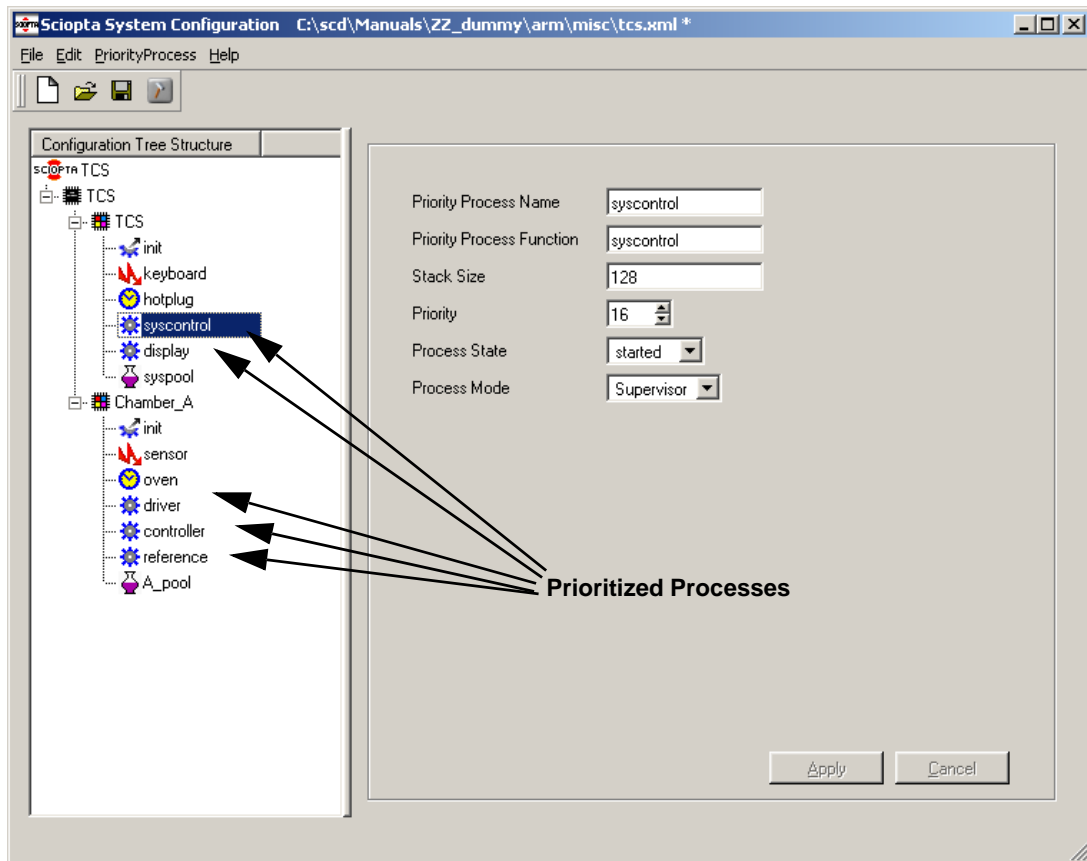 Sciopta System Configuration C:\scd\Manuals\ZZ_dummy\arm\misc\tcs.xml *
File Edit PriorityProcess Help
Configuration Tree Structure
SCIOPTA TCS
TCS
TCS
init
keyboard
hotplug
syscontrol
display
syspool
Chamber_A
init
sensor
oven
driver
controller
reference
A_pool
Priority Process Name syscontrol
Priority Process Function syscontrol
Stack Size 128
Priority 16
Process State started
Process Mode Supervisor
Prioritized Processes
Apply Cancel